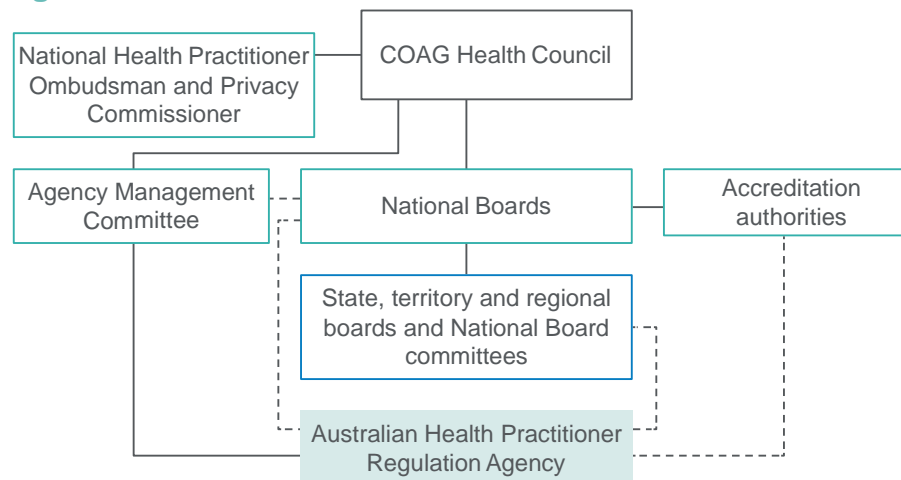 National Health Practitioner
Ombudsman and Privacy
Commissioner
COAG Health Council
Agency Management
Committee
National Boards
Accreditation
authorities
State, territory and regional
boards and National Board
committees
Australian Health Practitioner
Regulation Agency